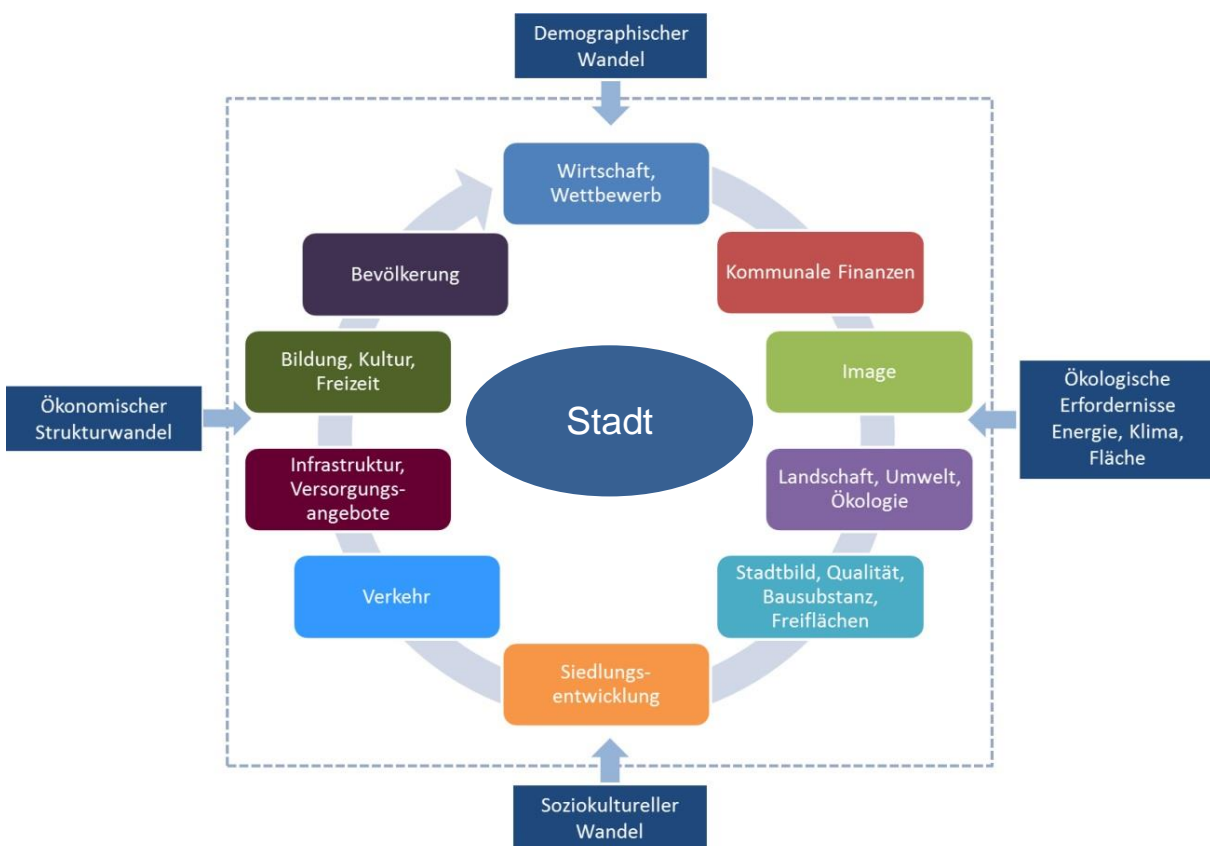 Demographischer
Wandel
Wirtschaft,
Wettbewerb
Kommunale Finanzen
Image
Landschaft, Umwelt,
Ökologie
Stadtbild, Qualität,
Bausubstanz,
Freiflächen
Siedlungs-
entwicklung
Verkehr
Infrastruktur,
Versorgungs-
angebote
Bildung, Kultur,
Freizeit
Bevölkerung
Stadt
Ökonomischer
Strukturwandel
Ökologische
Erfordernisse
Energie, Klima,
Fläche
Soziokultureller
Wandel